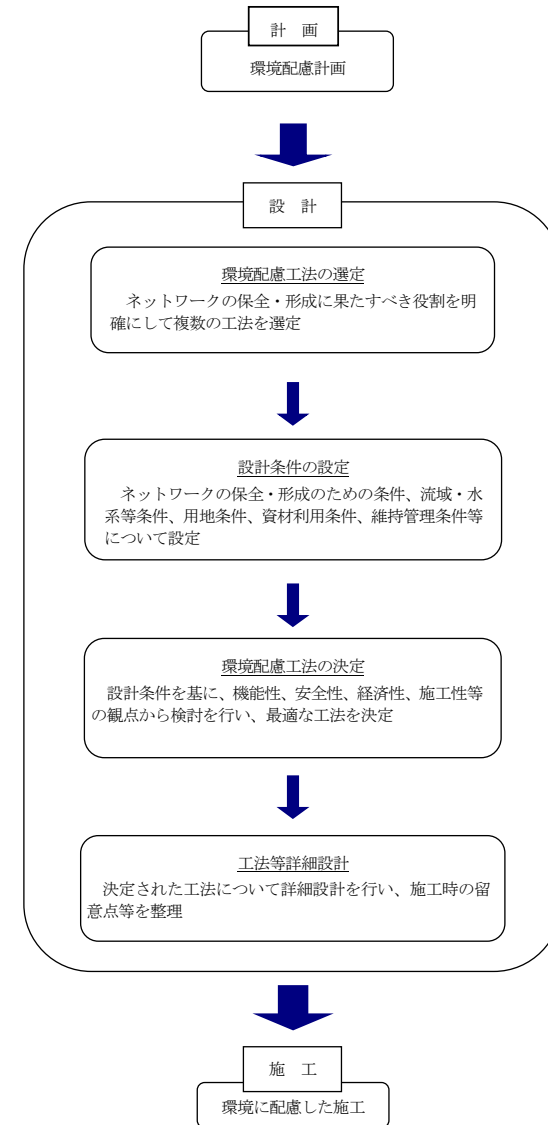 計　画
環境配慮計画
設　計
環境配慮工法の選定
ネットワークの保全・形成に果たすべき役割を明
確にして複数の工法を選定
設計条件の設定
ネットワークの保全・形成のための条件、流域・水
系等条件、用地条件、資材利用条件、維持管理条件等
について設定
環境配慮工法の決定
設計条件を基に、機能性、安全性、経済性、施工性等
の観点から検討を行い、最適な工法を決定
工法等詳細設計
決定された工法について詳細設計を行い、施工時の留
意点等を整理
施　工
環境に配慮した施工